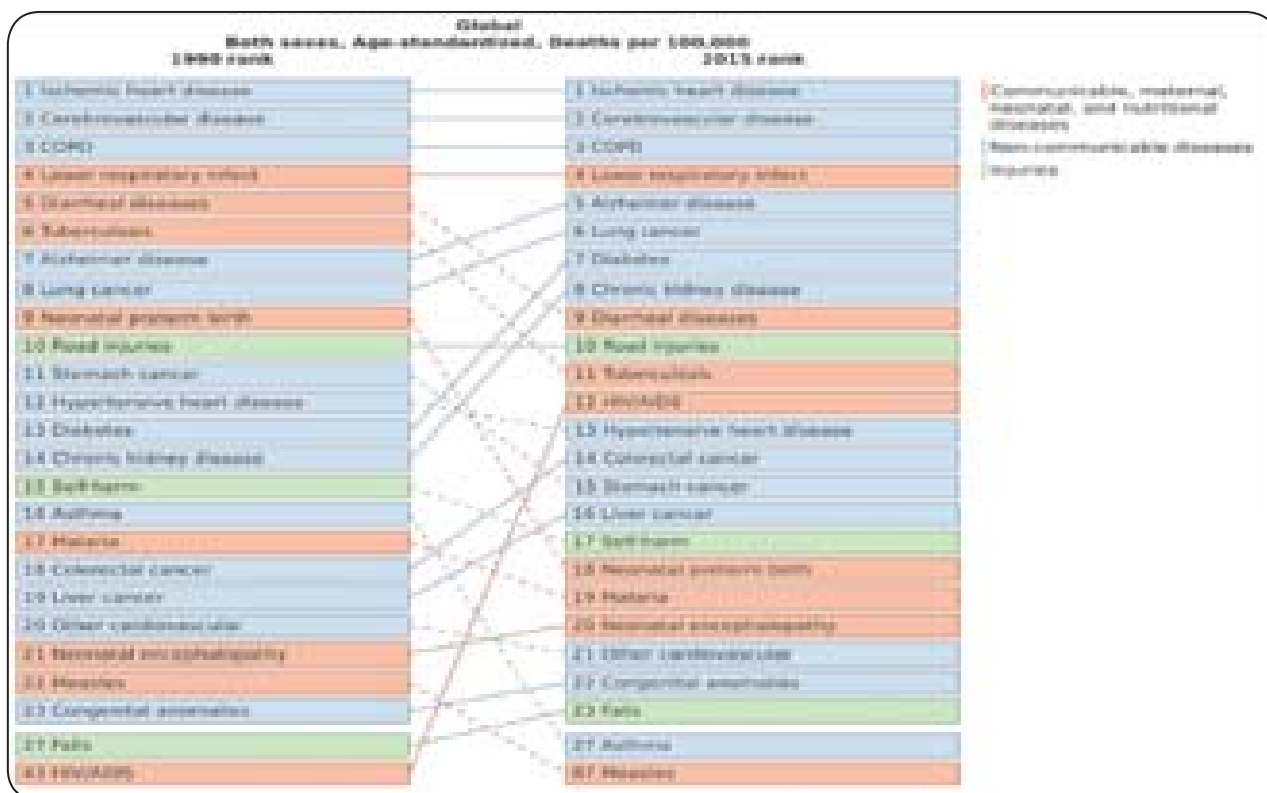 Global
Both sexes, Age-standardized, Deaths per 100,000
1990 rank
2015 rank
1 Ischemic heart disease
2 Cerebrovascular disease
3 COPD
4 Lower respiratory infect
5 Diarrheal diseases
6 Tuberculosis
7 Alzheimer disease
8 Lung cancer
9 Neonatal preterm birth
10 Road injuries
11 Stomach cancer
12 Hypertensive heart disease
13 Diabetes
14 Chronic kidney disease
15 Self-harm
16 Asthma
17 Malaria
18 Colorectal cancer
19 Liver cancer
20 Other cardiovascular
21 Neonatal encephalopathy
22 Measles
23 Congenital anomalies
27 Falls
HIV/AIDS
1 Ischemic heart disease
2 Cerebrovascular disease
3 COPD
4 Lower respiratory infect
5 Alzheimer disease
6 Lung cancer
7 Diabetes
8 Chronic kidney disease
9 Diarrheal diseases
10 Road injuries
11 Tuberculosis
12 HIV/AIDS
13 Hypertensive heart disease
14 Colorectal cancer
15 Stomach cancer
16 Liver cancer
17 Self-harm
18 Neonatal preterm birth
19 Malaria
20 Neonatal encephalopathy
21 Other cardiovascular
22 Congenital anomalies
23 Falls
27 Asthma
Measles
Communicable, maternal,
neonatal, and nutritional
diseases
Non-communicable diseases
Injuries